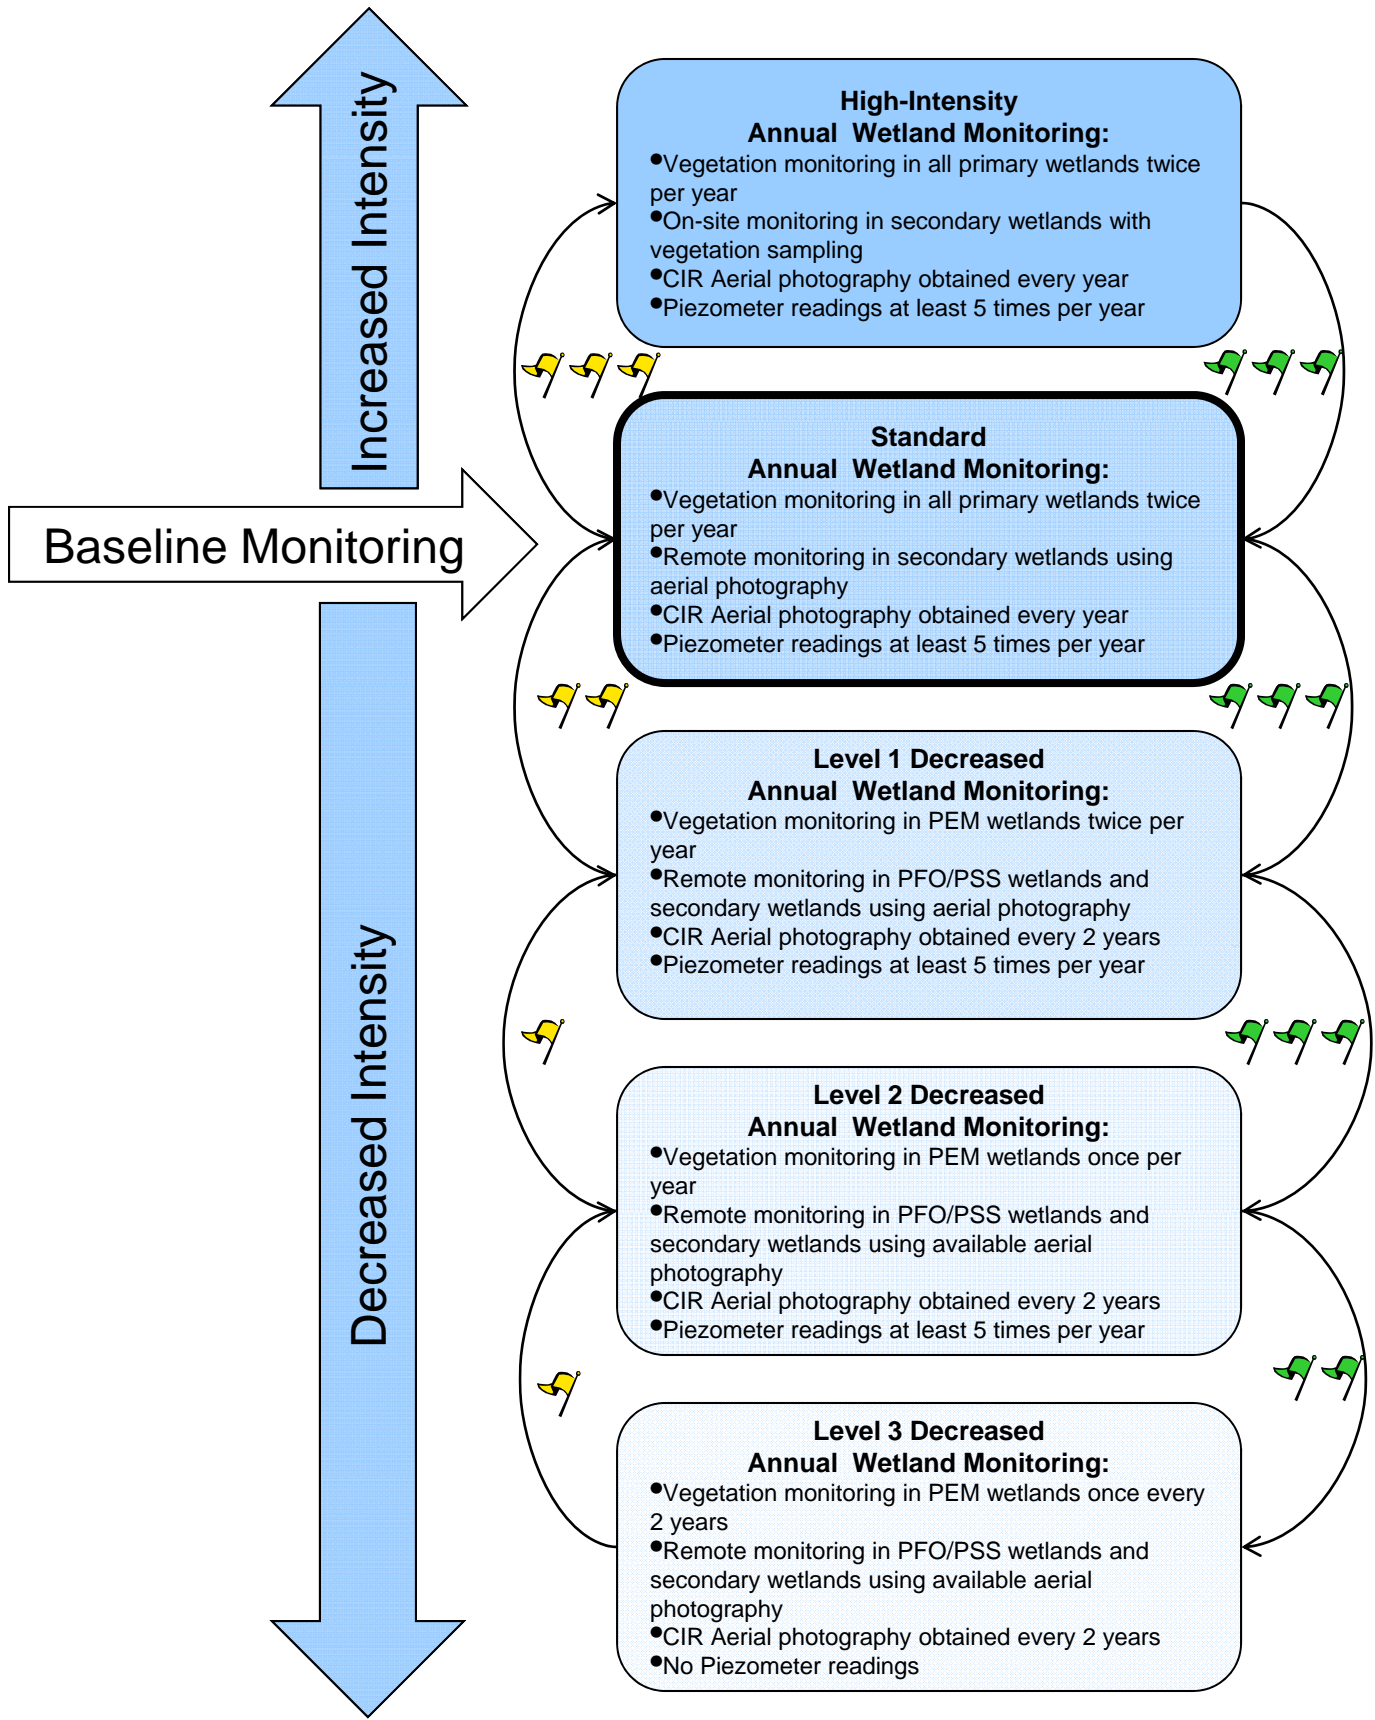 Increased Intensity
Baseline Monitoring
Decreased Intensity
High-Intensity
Annual Wetland Monitoring:
•Vegetation monitoring in all primary wetlands twice
per year
•On-site monitoring in secondary wetlands with
vegetation sampling
•CIR Aerial photography obtained every year
•Piezometer readings at least 5 times per year
Standard
Annual Wetland Monitoring:
•Vegetation monitoring in all primary wetlands twice
per year
•Remote monitoring in secondary wetlands using
aerial photography
•CIR Aerial photography obtained every year
•Piezometer readings at least 5 times per year
Level 1 Decreased
Annual Wetland Monitoring:
•Vegetation monitoring in PEM wetlands twice per
year
•Remote monitoring in PFO/PSS wetlands and
secondary wetlands using aerial photography
•CIR Aerial photography obtained every 2 years
•Piezometer readings at least 5 times per year
Level 2 Decreased
Annual Wetland Monitoring:
•Vegetation monitoring in PEM wetlands once per
year
•Remote monitoring in PFO/PSS wetlands and
secondary wetlands using available aerial
photography
•CIR Aerial photography obtained every 2 years
•Piezometer readings at least 5 times per year
Level 3 Decreased
Annual Wetland Monitoring:
•Vegetation monitoring in PEM wetlands once every
2 years
•Remote monitoring in PFO/PSS wetlands and
secondary wetlands using available aerial
photography
•CIR Aerial photography obtained every 2 years
•No Piezometer readings